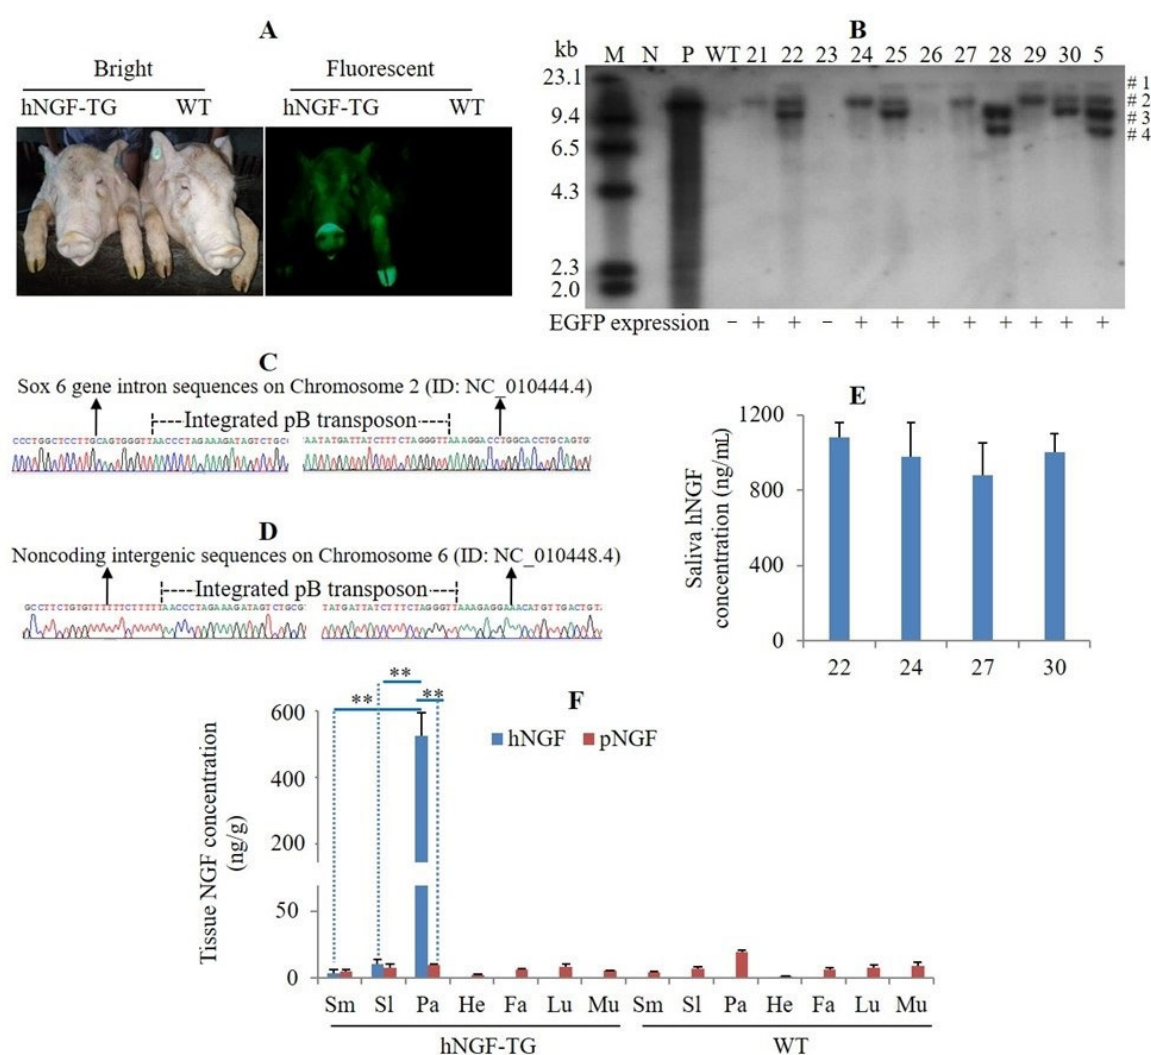 A
Bright Fluorescent
hNGF-TG WT hNGF-TG WT
B
kb M N P WT 21 22 23 24 25 26 27 28 29 30 5
23.1
9.4
6.5
4.3
2.3
2.0
# 1
# 2
# 3
# 4
EGFP expression − + + − + + + + + + + +
C
Sox 6 gene intron sequences on Chromosome 2 (ID: NC_010444.4)
Integrated pB transposon
CCCTGGCTCCTTGCAGTGGGTTAACCCTAGAAAGATAGTCTGCG AATATGATTATCTTTCTAGGGTTAAAGGACCTGGCACCTGCAGTG
D
Noncoding intergenic sequences on Chromosome 6 (ID: NC_010448.4)
Integrated pB transposon
GCCTTCTGTGTTTTTTCTTTTTAACCCTAGAAAGATAGTCTGCG TATGATTATCTTTCTAGGGTTAAAGAGGAAACATGTTGACTGT
E
Saliva hNGF
concentration (ng/mL)
1200
800
400
0
22 24 27 30
F
hNGF pNGF
** ** **
Tissue NGF concentration
(ng/g)
600
400
200
50
0
Sm Sl Pa He Fa Lu Mu Sm Sl Pa He Fa Lu Mu
hNGF-TG WT